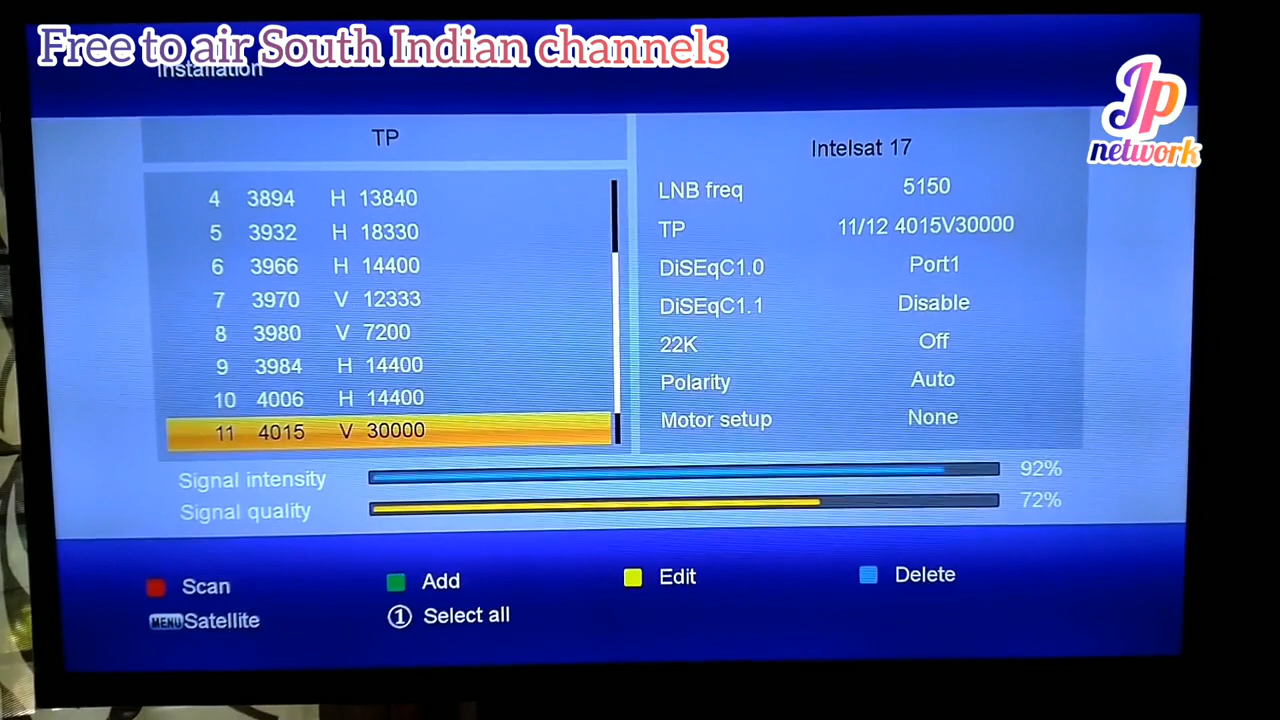 Free to air South Indian channels
Installation
Jp
network
TP
4 3894 H 13840
5 3932 H 18330
6 3966 H 14400
7 3970 V 12333
8 3980 V 7200
9 3984 H 14400
10 4006 H 14400
11 4015 V 30000
Intelsat 17
LNB freq 5150
TP 11/12 4015V30000
DiSEqC1.0 Port1
DiSEqC1.1 Disable
22K Off
Polarity Auto
Motor setup None
Signal intensity 92%
Signal quality 72%
Scan Add Edit Delete
MENU Satellite 1 Select all